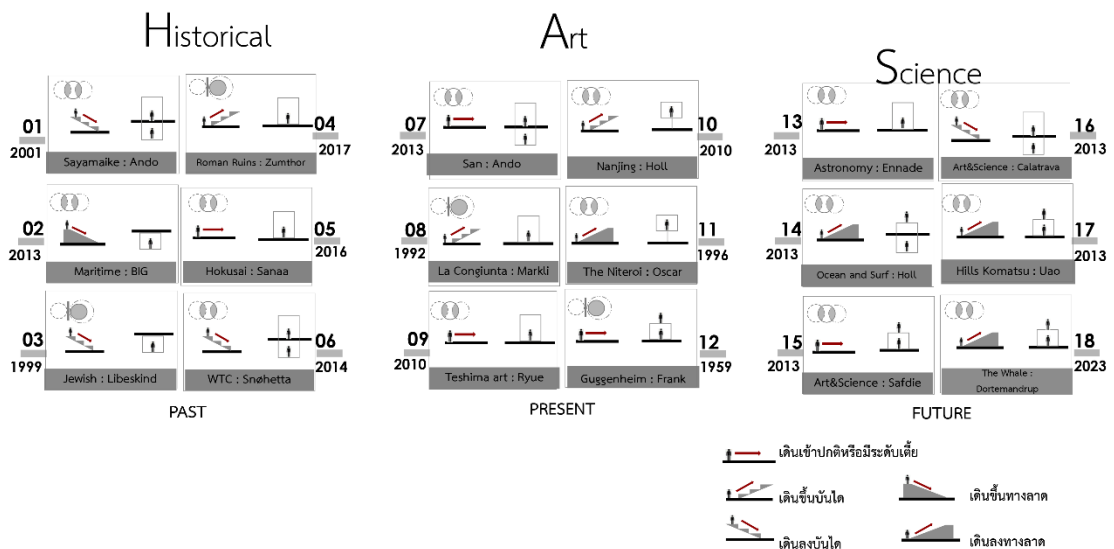 Historical
01
2001
Sayamaike : Ando
Roman Ruins : Zumthor
04
2017
02
2013
Maritime : BIG
Hokusai : Sanaa
05
2016
03
1999
Jewish : Libeskind
WTC : Snøhetta
06
2014
PAST
Art
07
2013
San : Ando
Nanjing : Holl
10
2010
08
1992
La Congiunta : Markli
The Niteroi : Oscar
11
1996
09
2010
Teshima art : Ryue
Guggenheim : Frank
12
1959
PRESENT
Science
13
2013
Astronomy : Ennade
Art&Science : Calatrava
16
2013
14
2013
Ocean and Surf : Holl
Hills Komatsu : Uao
17
2013
15
2013
Art&Science : Safdie
The Whale :
Dortemandrup
18
2023
FUTURE
เดินเข้าปกติหรือมีระดับเตี้ย
เดินขึ้นบันได
เดินขึ้นทางลาด
เดินลงบันได
เดินลงทางลาด